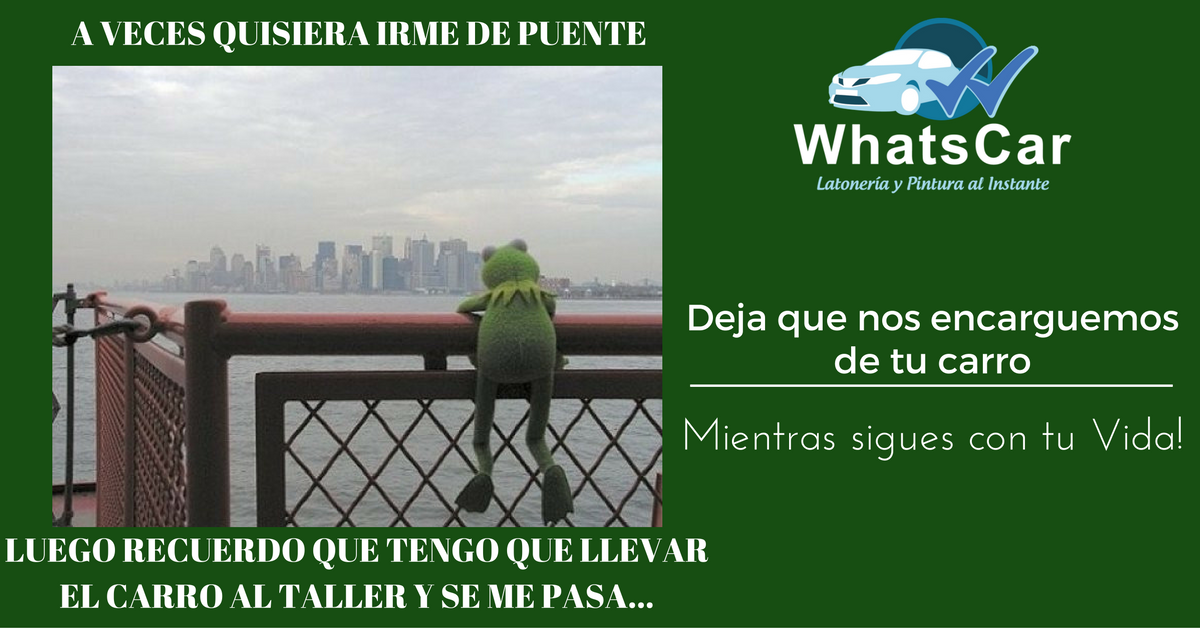 A VECES QUISIERA IRME DE PUENTE
LUEGO RECUERDO QUE TENGO QUE LLEVAR
EL CARRO AL TALLER Y SE ME PASA...
WhatsCar
Latonería y Pintura al Instante
Deja que nos encarguemos
de tu carro
Mientras sigues con tu Vida!